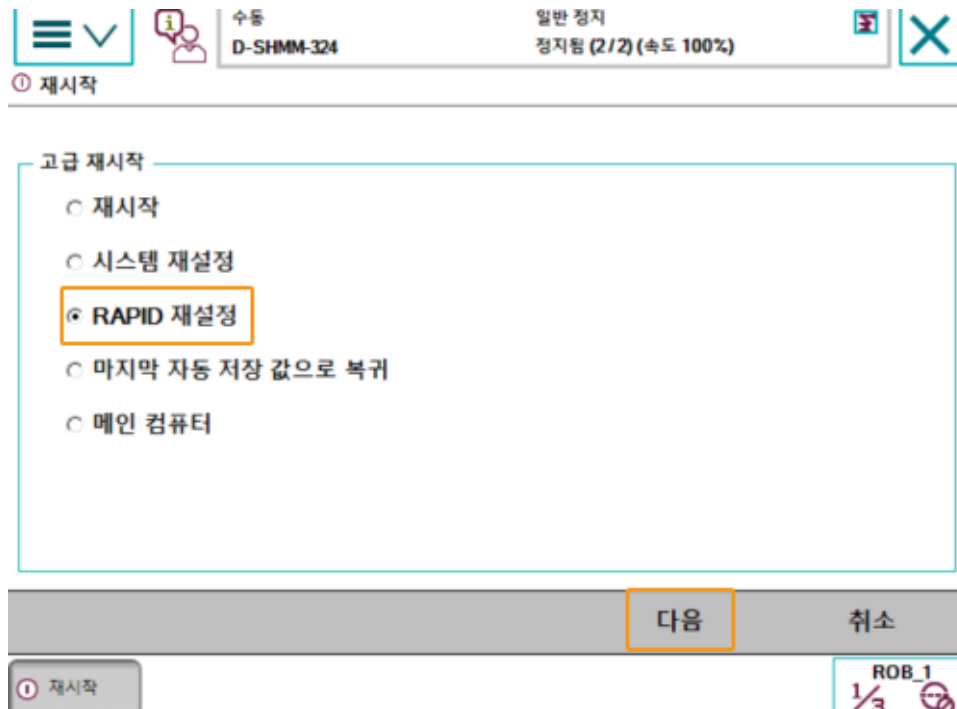 수동
D-SHMM-324
일반 정지
정지됨 (2 / 2) (속도 100%)
재시작
고급 재시작
재시작
시스템 재설정
RAPID 재설정
마지막 자동 저장 값으로 복귀
메인 컴퓨터
다음
취소
재시작
ROB_1
1/3